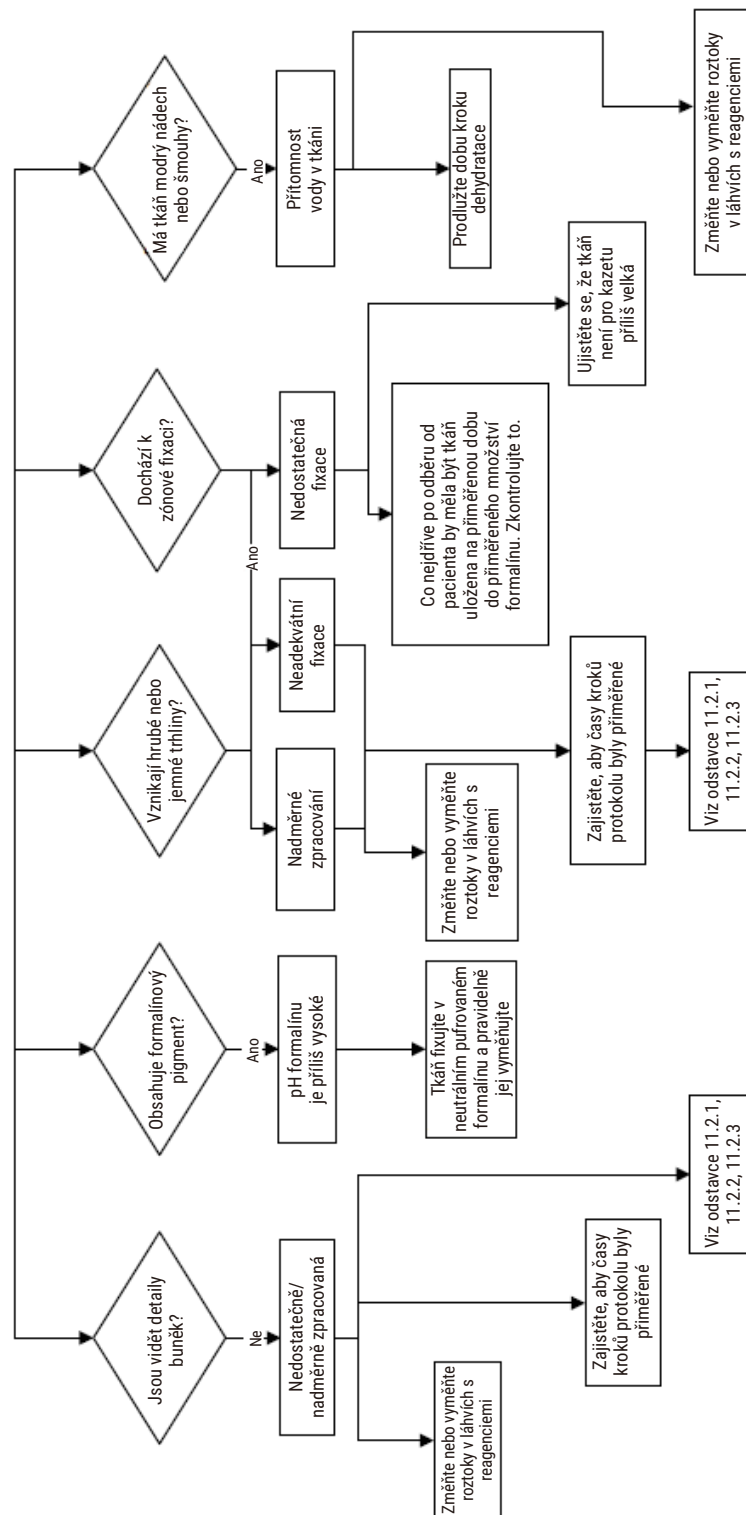 Jsou vidět detaily
buněk?
Ne
Nedostatečně/
nadměrně zpracovaná
Změňte nebo vyměňte
roztoky v láhvích s
reagenciemi
Zajistěte, aby časy
kroků protokolu byly
přiměřené
Viz odstavce 11.2.1,
11.2.2, 11.2.3
Obsahuje formalínový
pigment?
Ano
pH formalínu
je příliš vysoké
Tkáň fixujte v
neutrálním pufrovaném
formalínu a pravidelně
jej vyměňujte
Vznikají hrubé nebo
jemné trhliny?
Nadměrné
zpracování
Neadekvátní
fixace
Změňte nebo vyměňte
roztoky v láhvích s
reagenciemi
Zajistěte, aby časy kroků
protokolu byly přiměřené
Viz odstavce 11.2.1,
11.2.2, 11.2.3
Dochází k
zónové fixaci?
Ano
Nedostatečná
fixace
Co nejdříve po odběru od
pacienta by měla být tkáň
uložena na přiměřenou dobu
do přiměřeného množství
formalínu. Zkontrolujte to.
Ujistěte se, že tkáň
není pro kazetu
příliš velká
Má tkáň modrý nádech
nebo šmouhy?
Ano
Přítomnost
vody v tkáni
Prodlužte dobu kroku
dehydratace
Změňte nebo vyměňte roztoky
v láhvích s reagenciemi